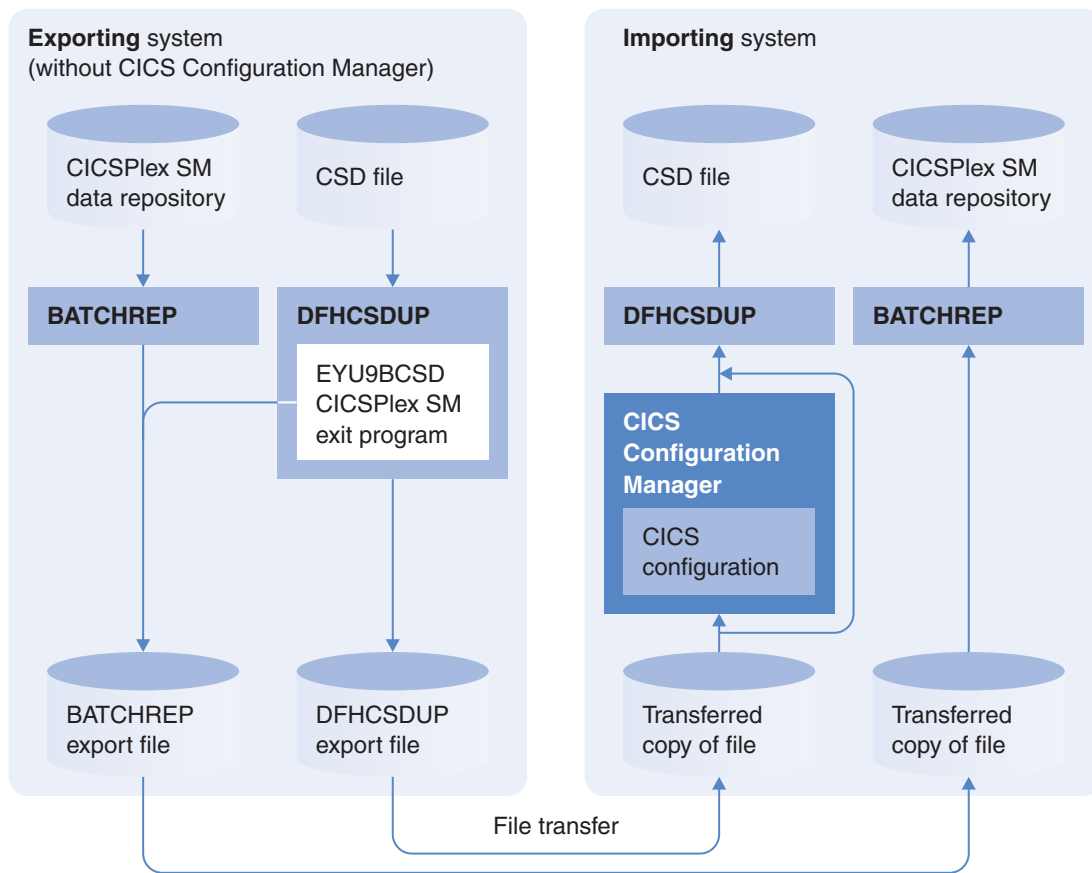 Exporting system
(without CICS Configuration Manager)
CICSPlex SM
data repository
CSD file
BATCHREP
DFHCSDUP
EYU9BCSD
CICSPlex SM
exit program
BATCHREP
export file
DFHCSDUP
export file
Importing system
CSD file
CICSPlex SM
data repository
DFHCSDUP
BATCHREP
CICS
Configuration
Manager
CICS
configuration
Transferred
copy of file
Transferred
copy of file
File transfer